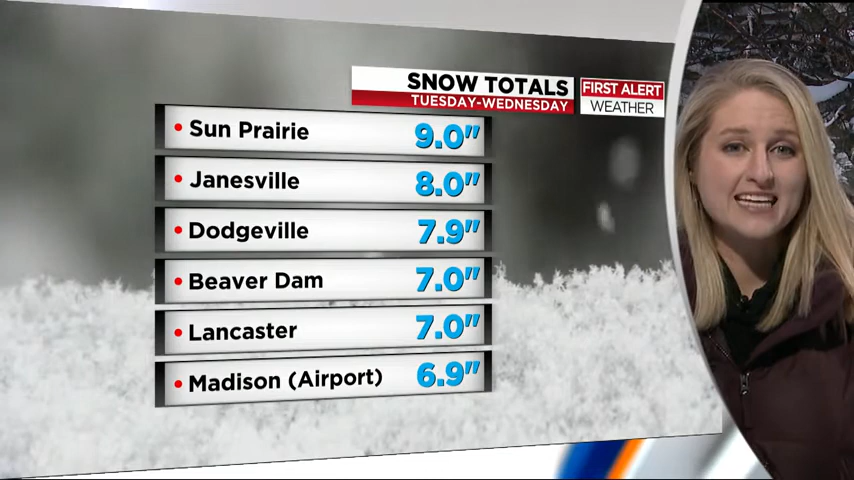 SNOW TOTALS
TUESDAY-WEDNESDAY
FIRST ALERT
WEATHER
• Sun Prairie 9.0"
• Janesville 8.0"
• Dodgeville 7.9"
• Beaver Dam 7.0"
• Lancaster 7.0"
• Madison (Airport) 6.9"